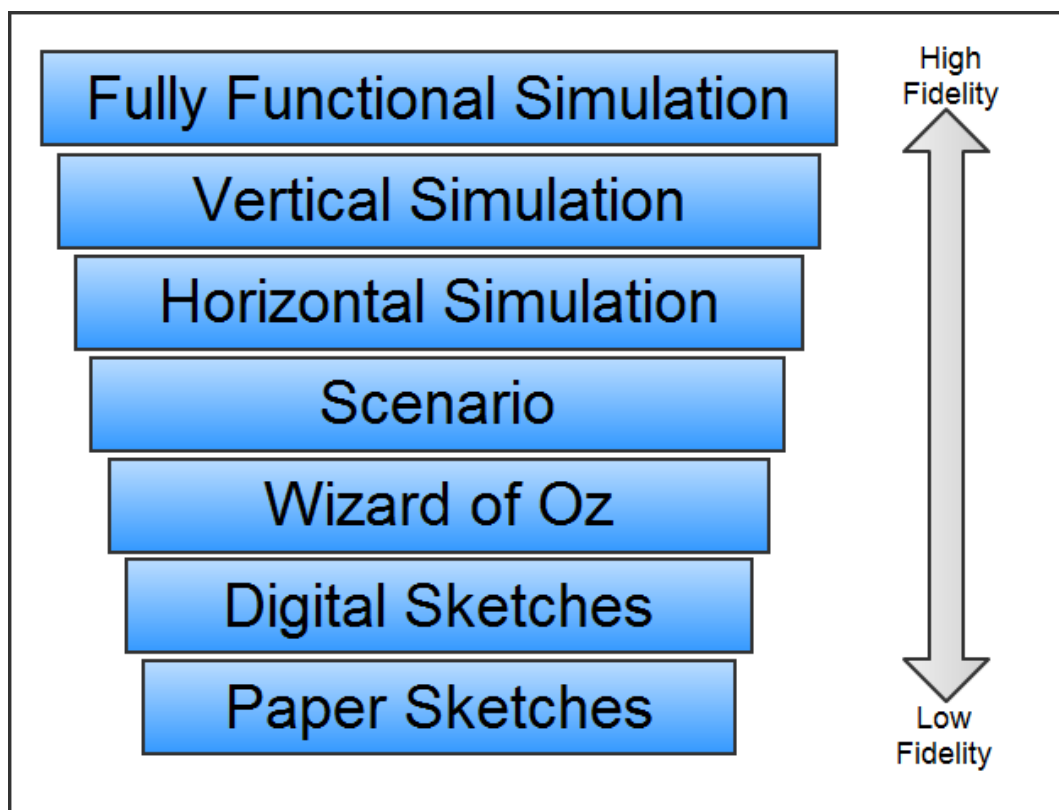 High
Fidelity
Fully Functional Simulation
Vertical Simulation
Horizontal Simulation
Scenario
Wizard of Oz
Digital Sketches
Paper Sketches
Low
Fidelity